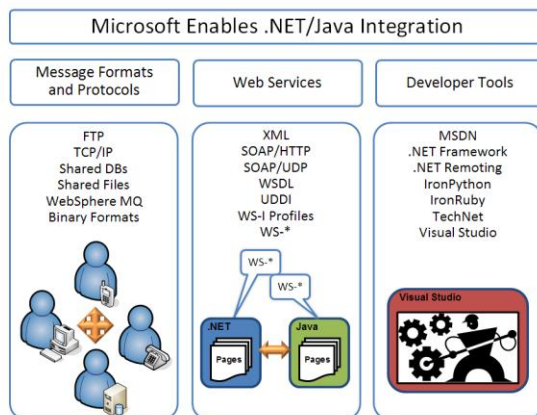 Microsoft Enables .NET/Java Integration
Message Formats
and Protocols
FTP
TCP/IP
Shared DBs
Shared Files
WebSphere MQ
Binary Formats
Web Services
XML
SOAP/HTTP
SOAP/UDP
WSDL
UDDI
WS-I Profiles
WS-*
WS-*
WS-*
.NET
Pages
Java
Pages
Developer Tools
MSDN
.NET Framework
.NET Remoting
IronPython
IronRuby
TechNet
Visual Studio
Visual Studio